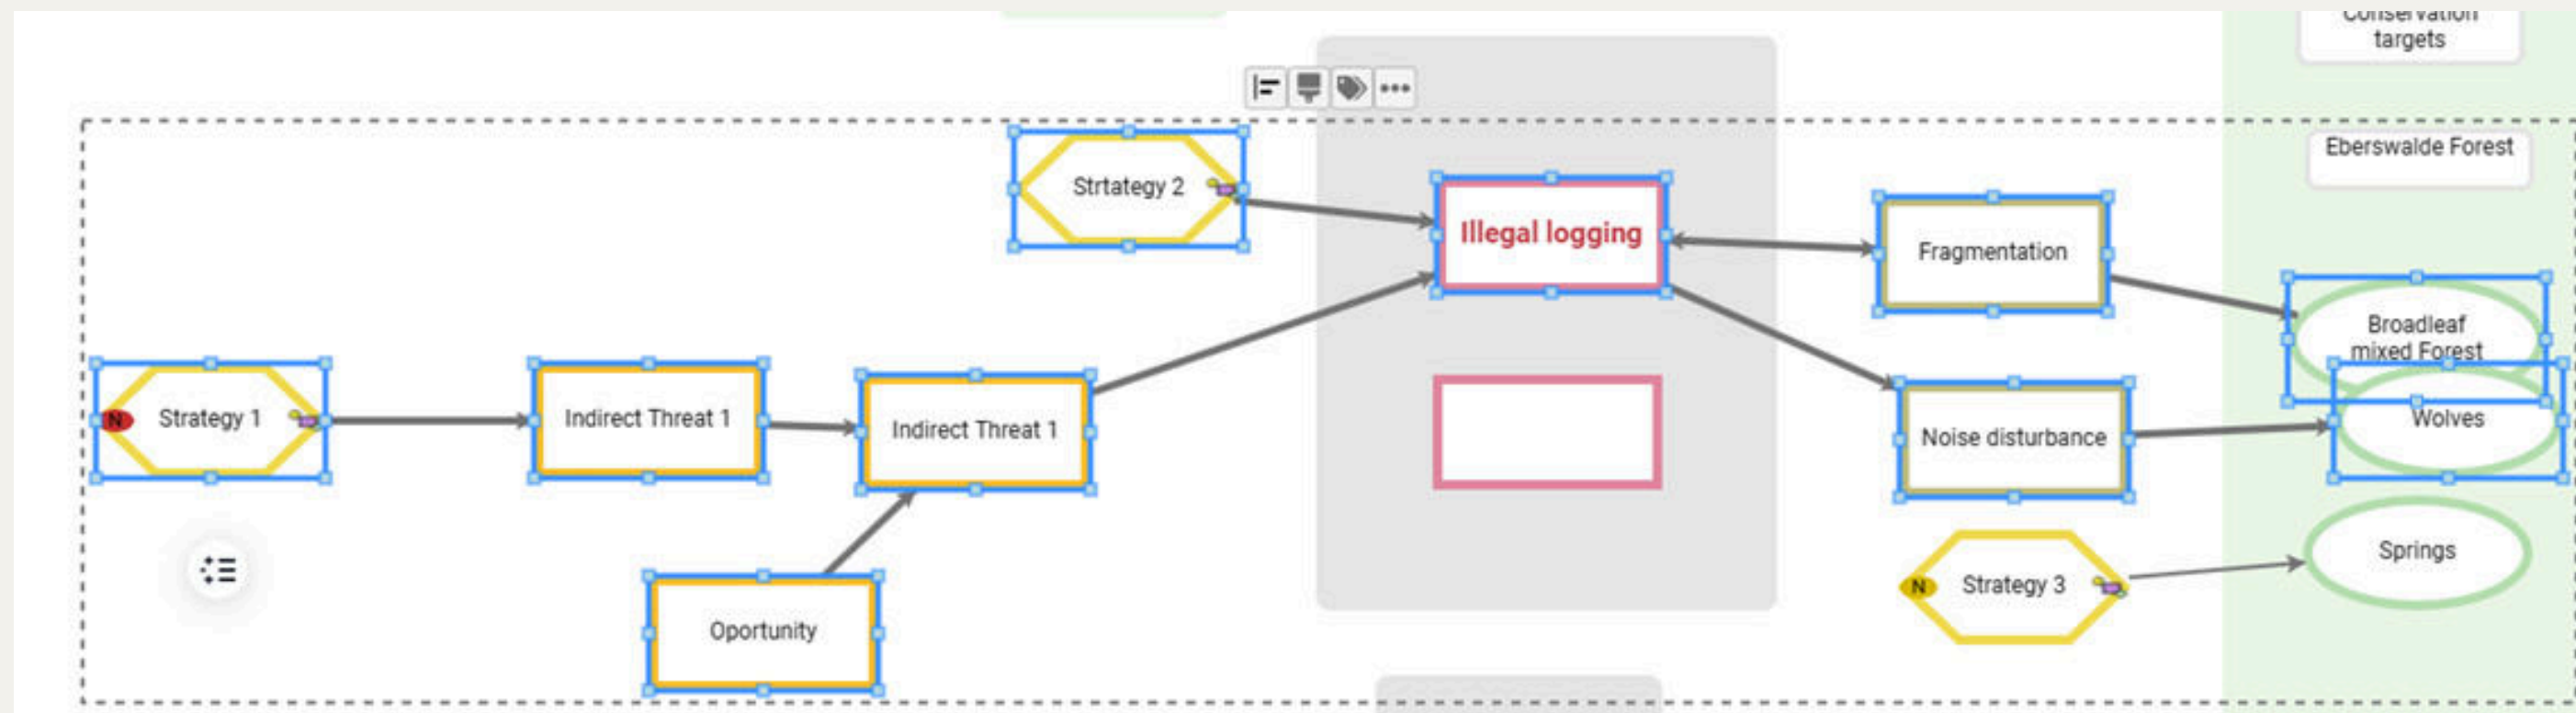 Conservation
targets
Eberswalde Forest
Strtategy 2
Illegal logging
Fragmentation
Broadleaf
mixed Forest
N
Strategy 1
Indirect Threat 1
Indirect Threat 1
Noise disturbance
Wolves
Springs
N
Strategy 3
Oportunity